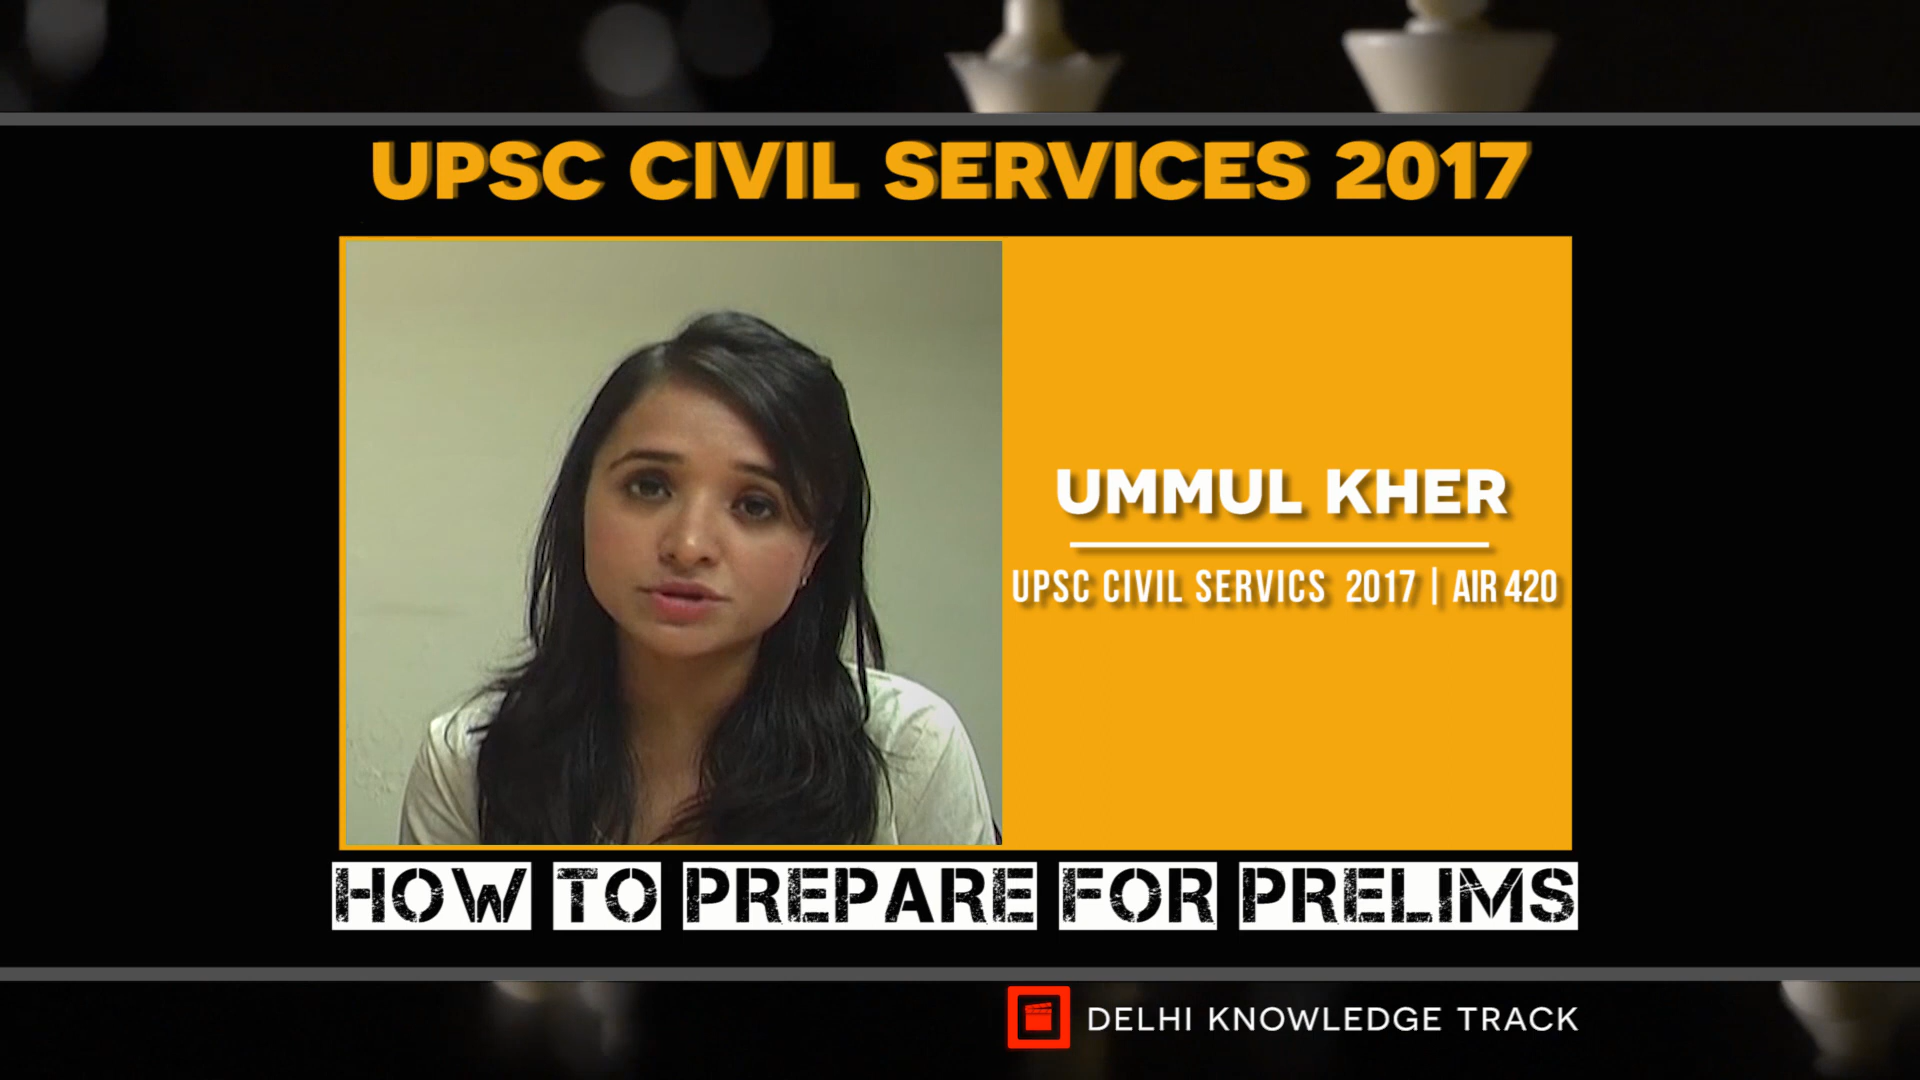 UPSC CIVIL SERVICES 2017
UMMUL KHER
UPSC CIVIL SERVICS 2017 | AIR 420
HOW TO PREPARE FOR PRELIMS
DELHI KNOWLEDGE TRACK